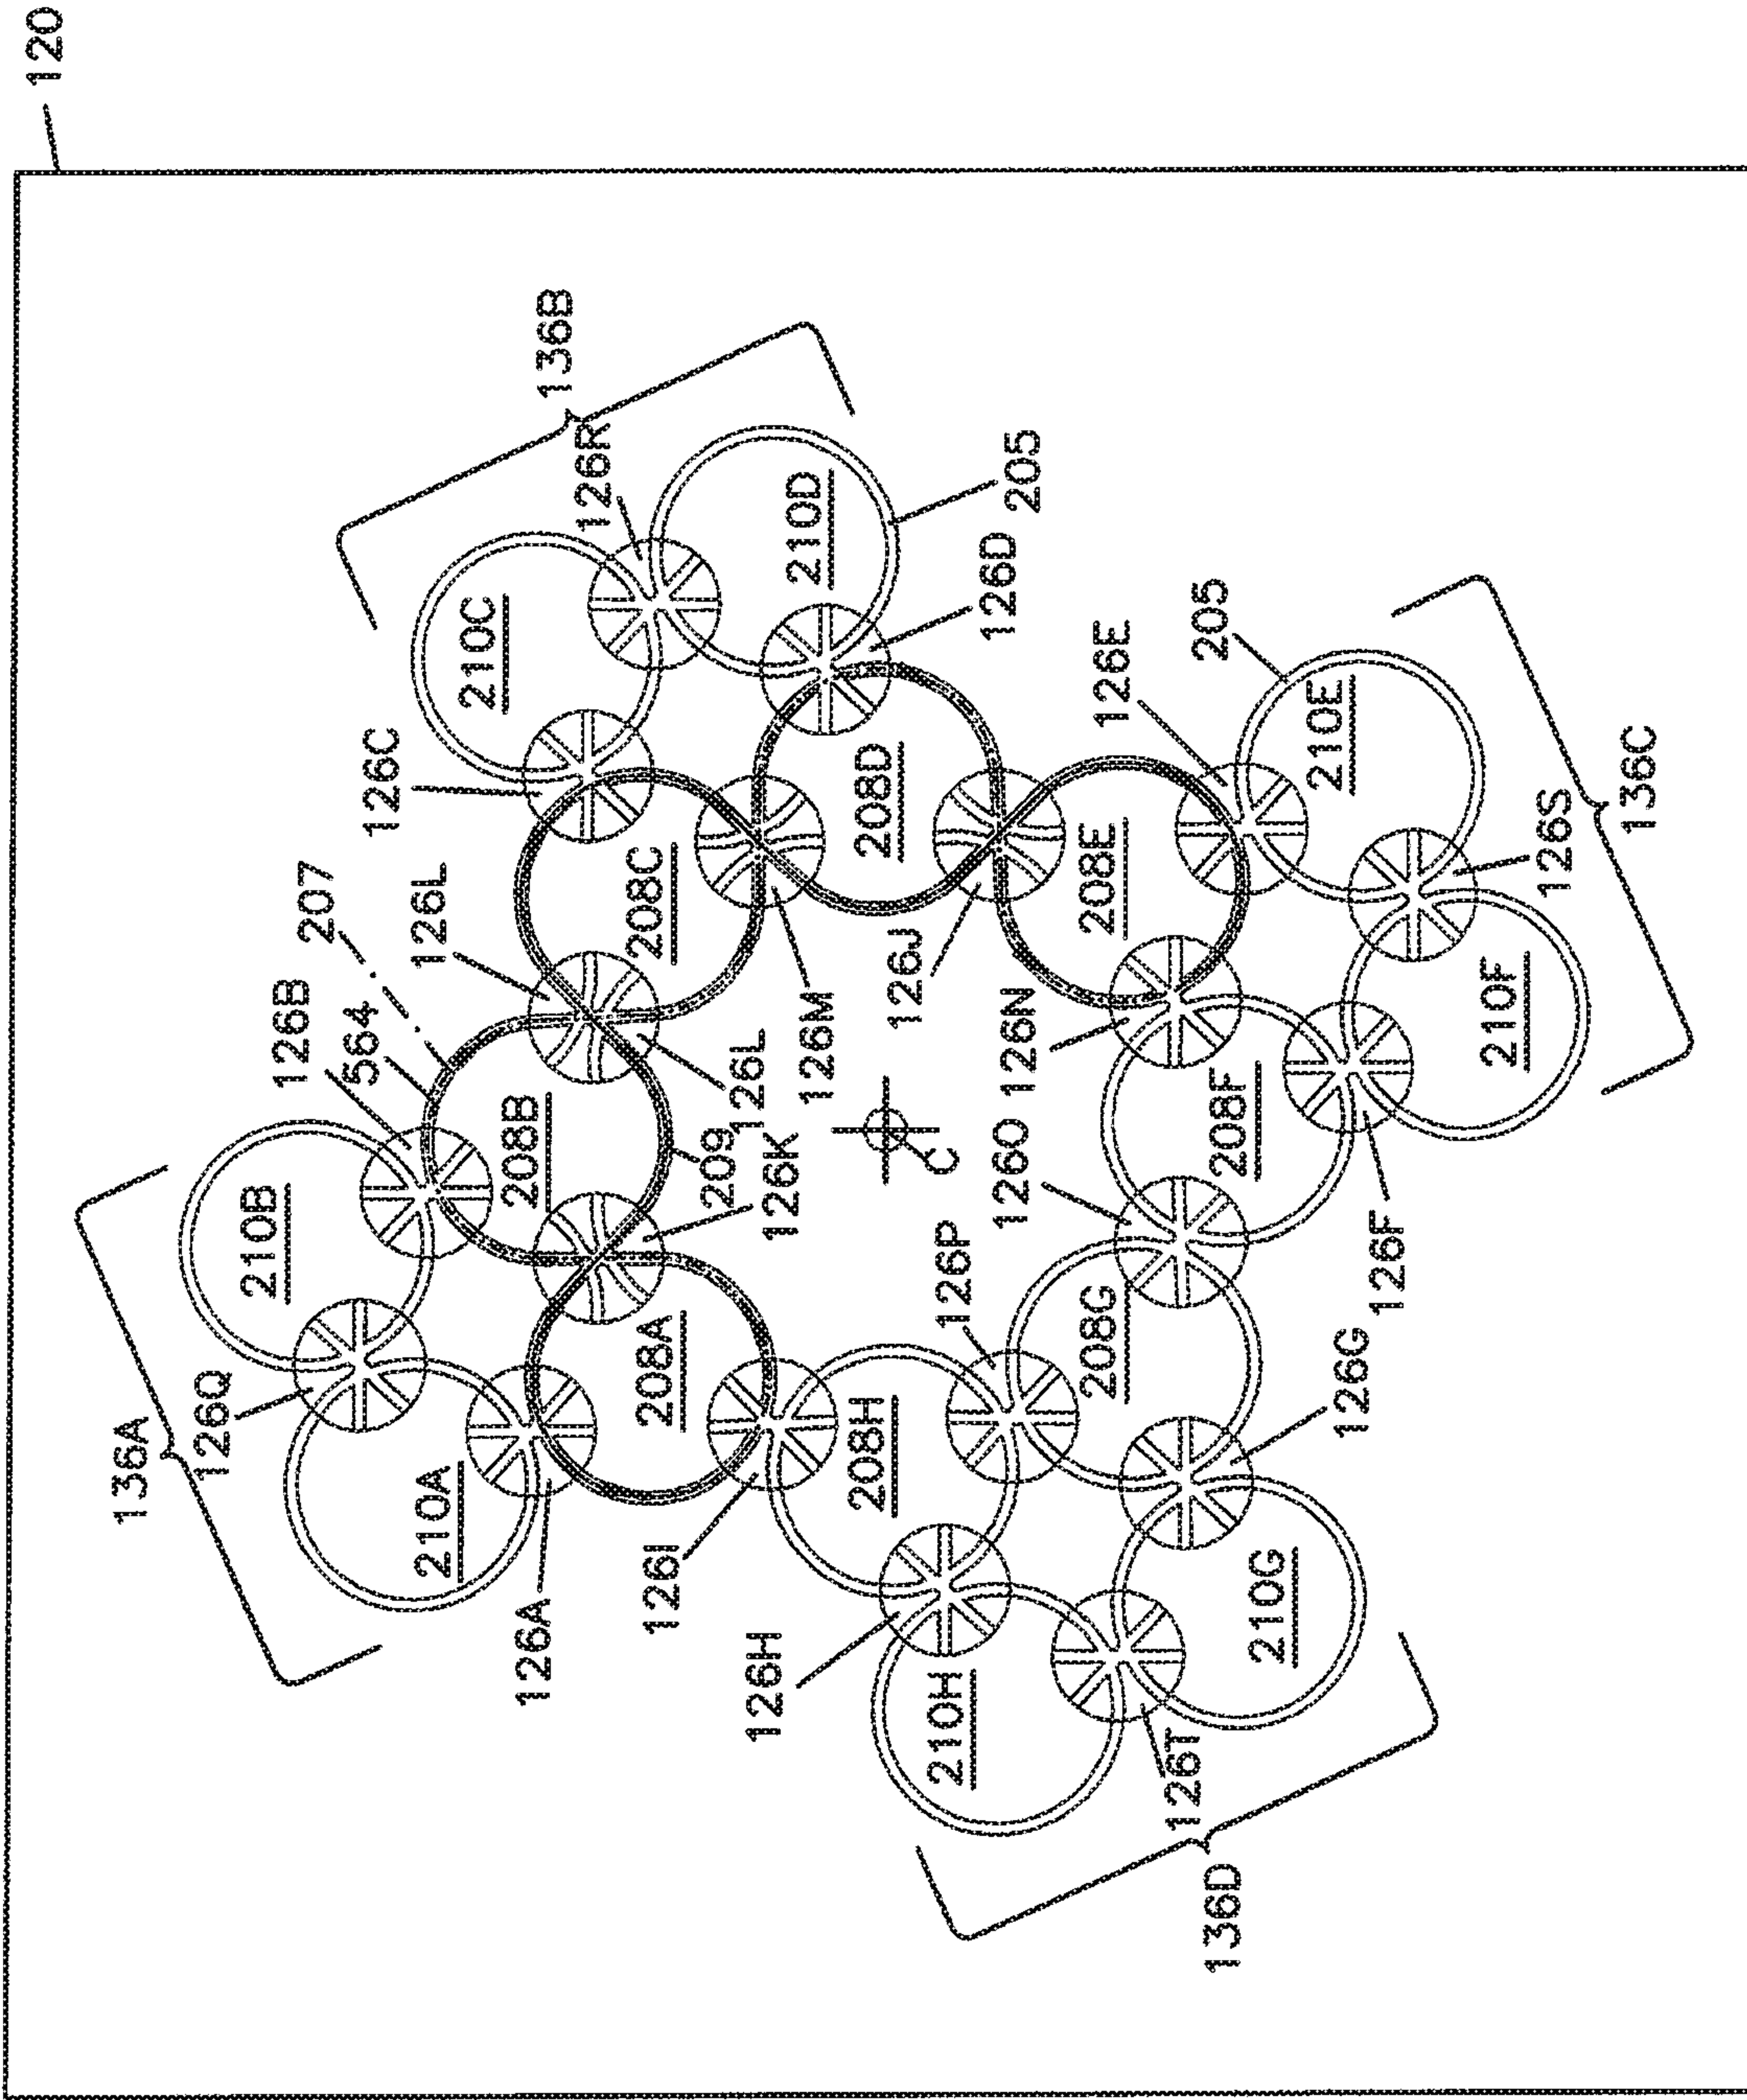 120
136B
126R
210D
205
210C
126D
126C
208D
126E
205
210E
207
126L
208C
126J
208E
126S
136C
126B
564
126L
126M
126N
208F
210F
210B
208B
209
126K
C
126O
126F
136A
126Q
208A
126P
208G
126G
210A
126I
208H
126A
126H
210H
210G
126T
136D